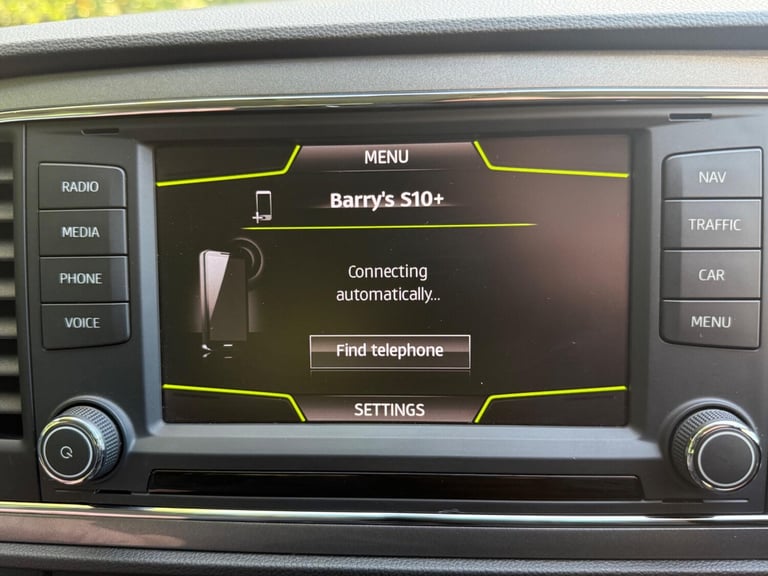 MENU
Barry's S10+
Connecting
automatically...
Find telephone
SETTINGS
RADIO
MEDIA
PHONE
VOICE
NAV
TRAFFIC
CAR
MENU